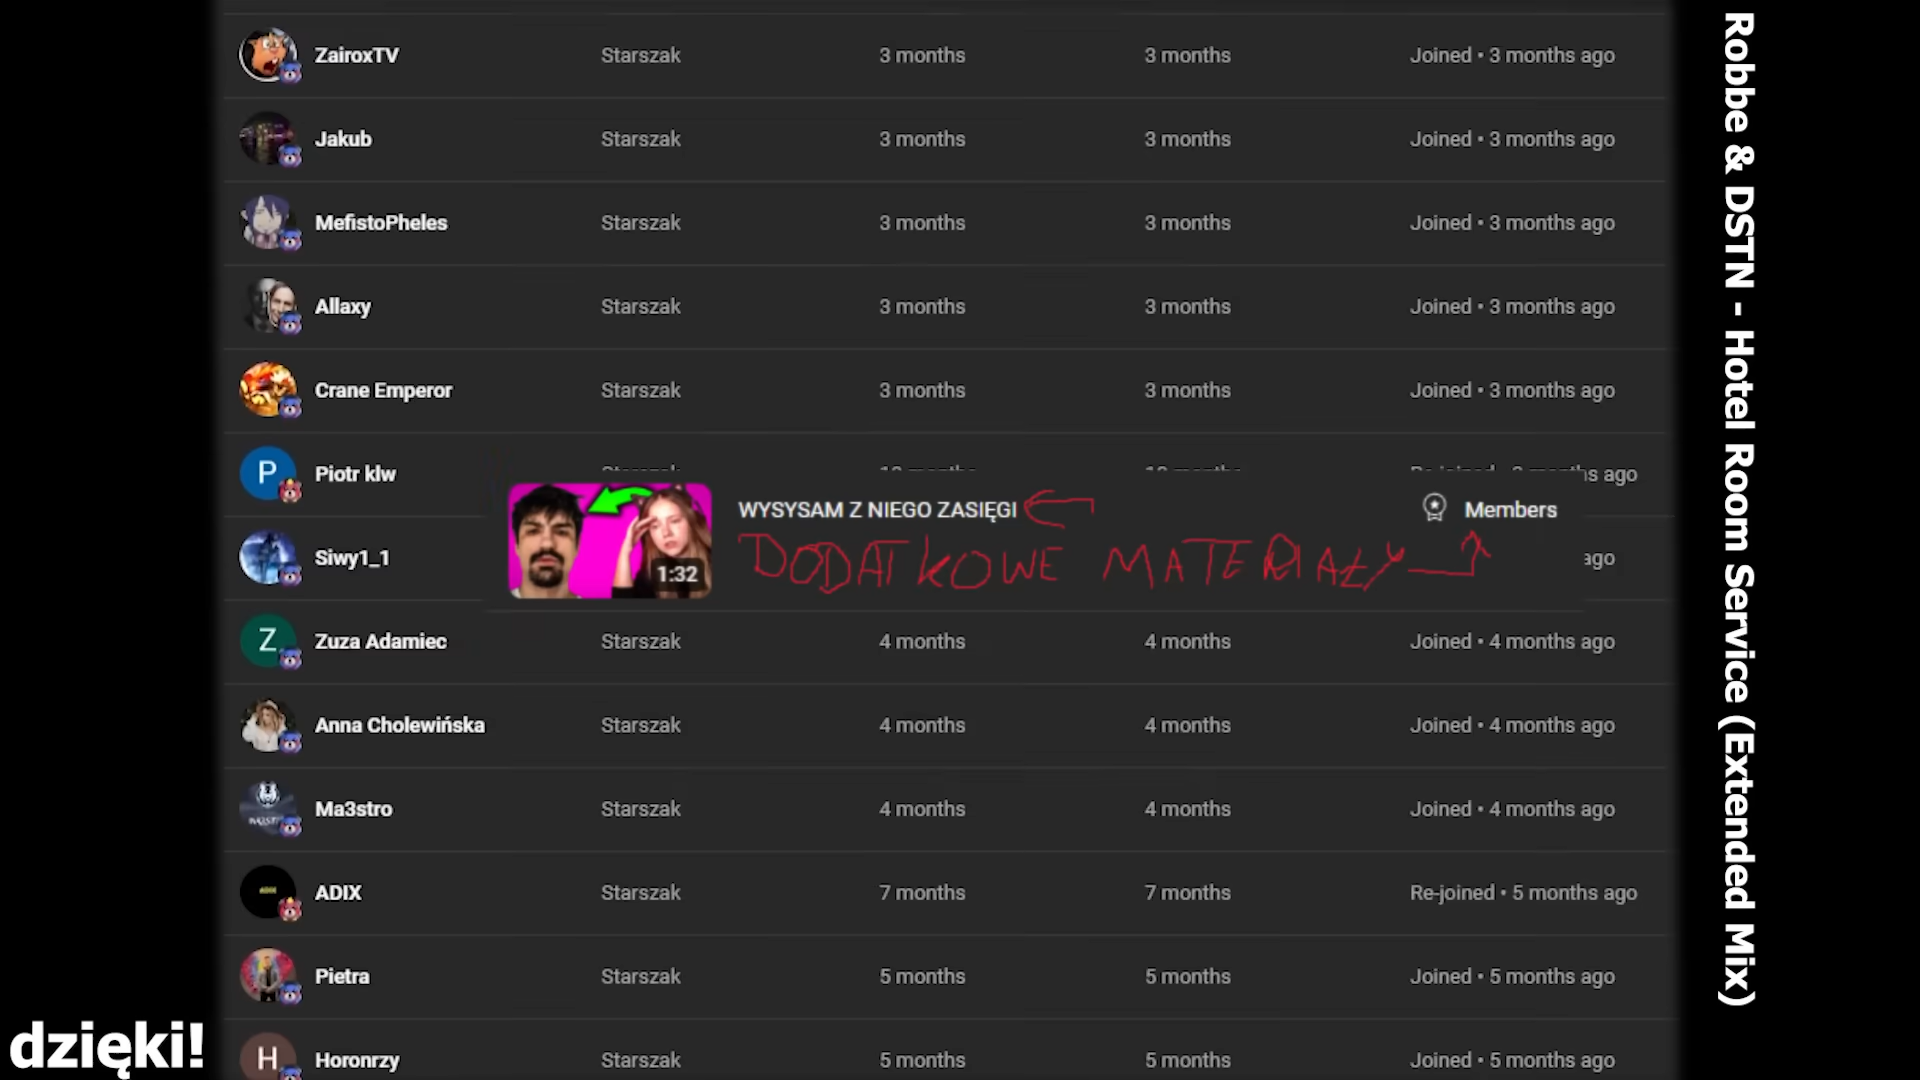 ZairoxTV Starszak 3 months 3 months Joined • 3 months ago
Jakub Starszak 3 months 3 months Joined • 3 months ago
MefistoPheles Starszak 3 months 3 months Joined • 3 months ago
Allaxy Starszak 3 months 3 months Joined • 3 months ago
Crane Emperor Starszak 3 months 3 months Joined • 3 months ago
Piotr klw
WYSYSAM Z NIEGO ZASIĘGI Members
1:32
DODATKOWE MATERIAŁY
Siwy1_1 ago
Zuza Adamiec Starszak 4 months 4 months Joined • 4 months ago
Anna Cholewińska Starszak 4 months 4 months Joined • 4 months ago
Ma3stro Starszak 4 months 4 months Joined • 4 months ago
ADIX Starszak 7 months 7 months Re-joined • 5 months ago
Pietra Starszak 5 months 5 months Joined • 5 months ago
Horonrzy Starszak 5 months 5 months Joined • 5 months ago
dzięki!
Robbe & DSTN - Hotel Room Service (Extended Mix)